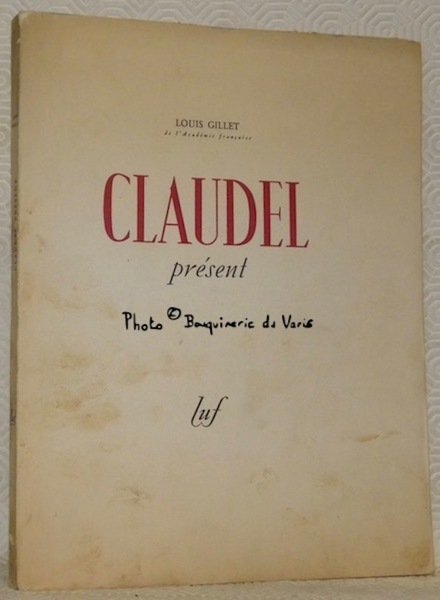 LOUIS GILLET
de l'Académie française
CLAUDEL
présent
Photo © Bouquinerie du Varis
luf